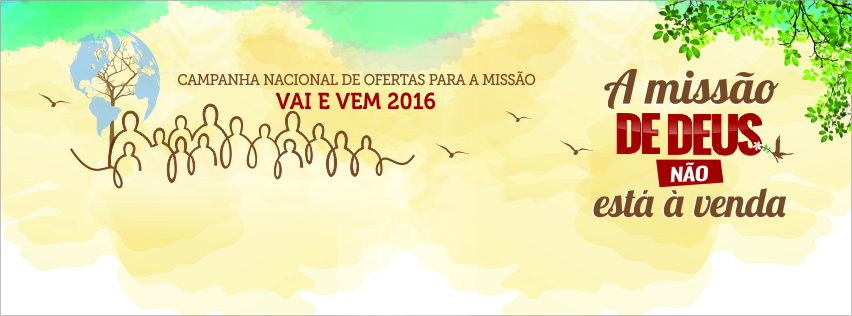 CAMPANHA NACIONAL DE OFERTAS PARA A MISSÃO
VAI E VEM 2016
A missão
DE DEUS
NÃO
está à venda